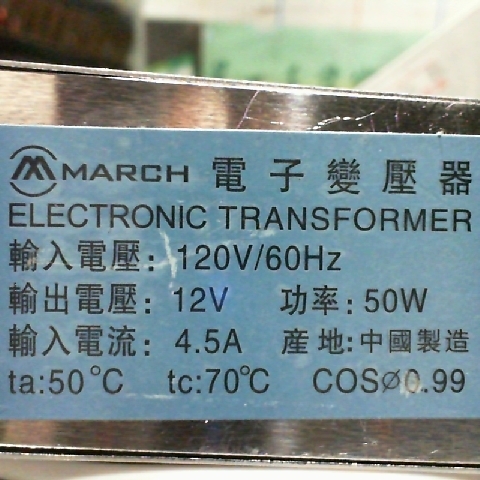 MARCH 電子變壓器
ELECTRONIC TRANSFORMER
輸入電壓: 120V/60Hz
輸出電壓: 12V 功率: 50W
輸入電流: 4.5A 産地:中國製造
ta:50℃ tc:70℃ COSø0.99